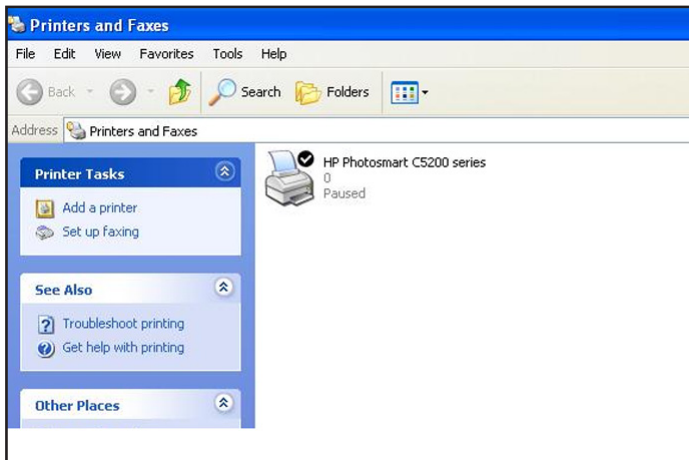 Printers and Faxes
File Edit View Favorites Tools Help
Back Search Folders
Address Printers and Faxes
Printer Tasks
Add a printer
Set up faxing
See Also
Troubleshoot printing
Get help with printing
Other Places
HP Photosmart C5200 series
0
Paused